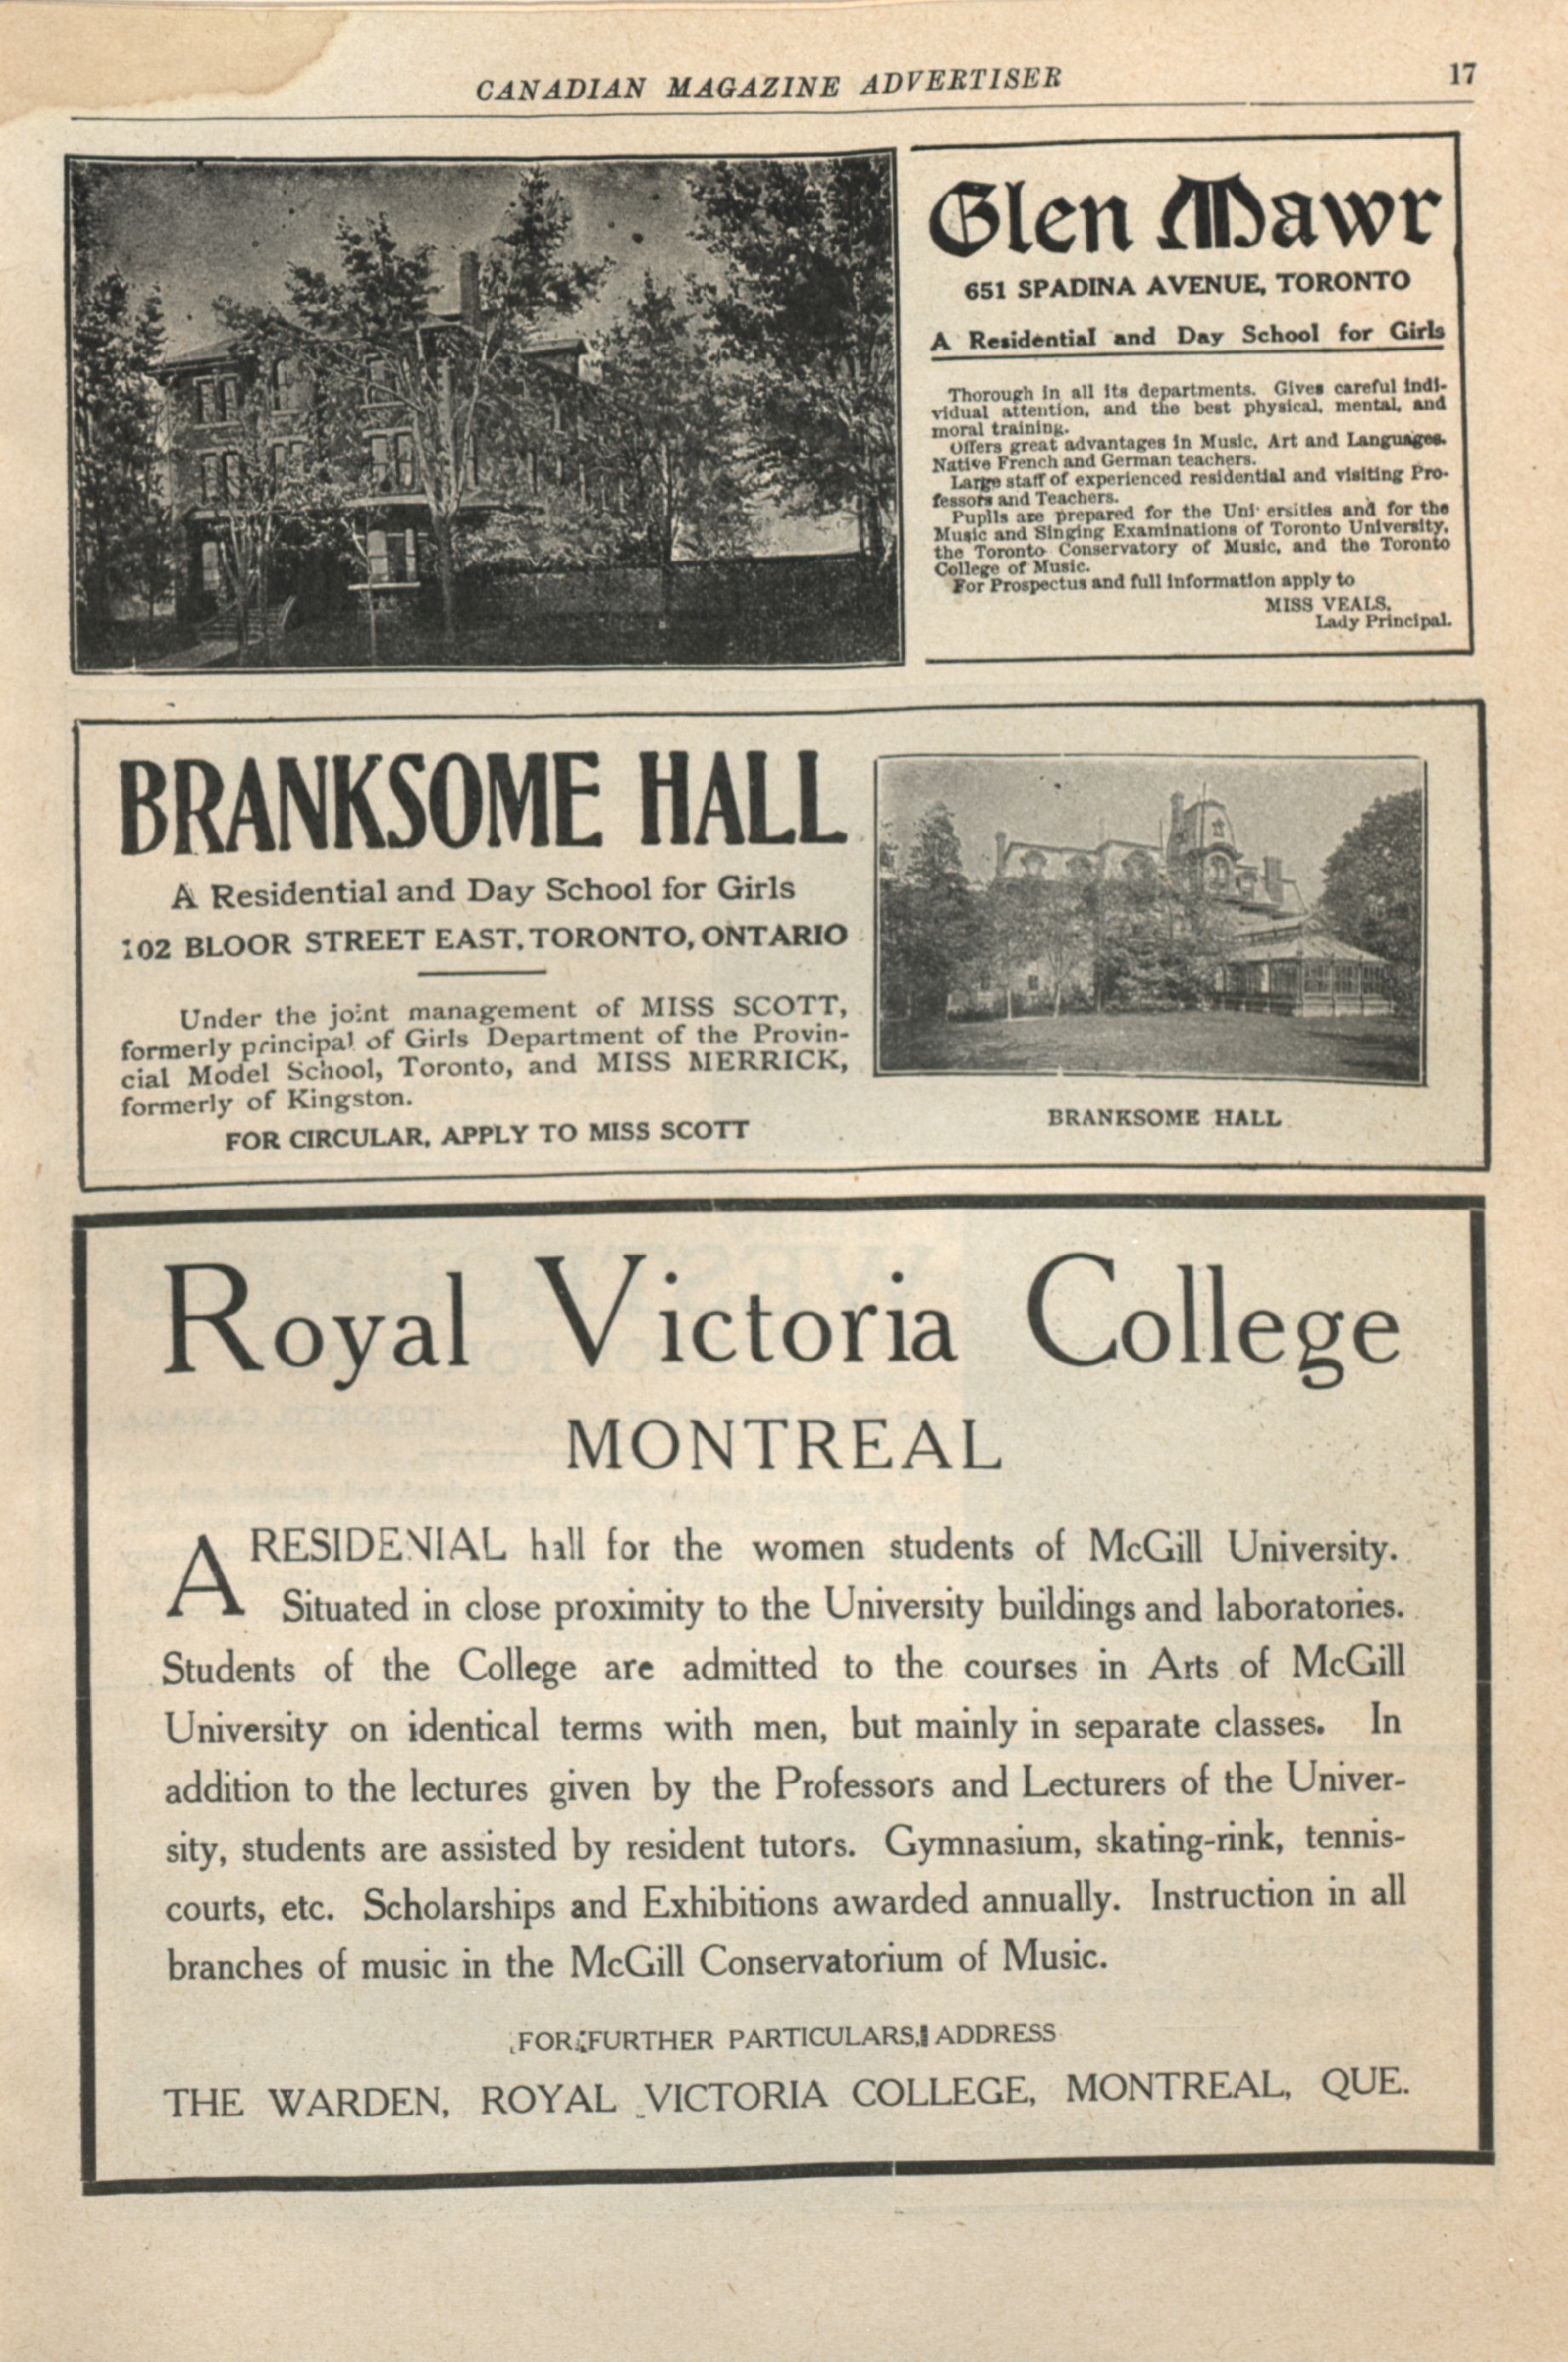 CANADIAN MAGAZINE ADVERTISER 17
Glen Mawr
651 SPADINA AVENUE, TORONTO
A Residential and Day School for Girls
Thorough in all its departments. Gives careful indi-
vidual attention, and the best physical, mental, and
moral training.
Offers great advantages in Music, Art and Languages.
Native French and German teachers.
Large staff of experienced residential and visiting Pro-
fessors and Teachers.
Pupils are prepared for the Uni ersities and for the
Music and Singing Examinations of Toronto University,
the Toronto Conservatory of Music, and the Toronto
College of Music.
For Prospectus and full information apply to
MISS VEALS,
Lady Principal.
BRANKSOME HALL
A Residential and Day School for Girls
102 BLOOR STREET EAST, TORONTO, ONTARIO
Under the joint management of MISS SCOTT,
formerly principal of Girls Department of the Provin-
cial Model School, Toronto, and MISS MERRICK,
formerly of Kingston.
FOR CIRCULAR, APPLY TO MISS SCOTT
BRANKSOME HALL
Royal Victoria College
MONTREAL
A RESIDENIAL hall for the women students of McGill University.
Situated in close proximity to the University buildings and laboratories.
Students of the College are admitted to the courses in Arts of McGill
University on identical terms with men, but mainly in separate classes. In
addition to the lectures given by the Professors and Lecturers of the Univer-
sity, students are assisted by resident tutors. Gymnasium, skating-rink, tennis-
courts, etc. Scholarships and Exhibitions awarded annually. Instruction in all
branches of music in the McGill Conservatorium of Music.
FOR FURTHER PARTICULARS, ADDRESS
THE WARDEN, ROYAL VICTORIA COLLEGE, MONTREAL, QUE.